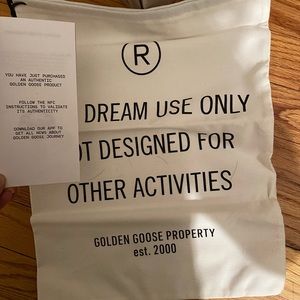 YOU HAVE JUST PURCHASED
AN AUTHENTIC
GOLDEN GOOSE PRODUCT
FOLLOW THE NFC
INSTRUCTIONS TO VALIDATE
ITS AUTHENTICITY
DOWNLOAD OUR APP TO
GET ALL NEWS ABOUT
GOLDEN GOOSE JOURNEY
(R)
DREAM USE ONLY
OT DESIGNED FOR
OTHER ACTIVITIES
GOLDEN GOOSE PROPERTY
est. 2000